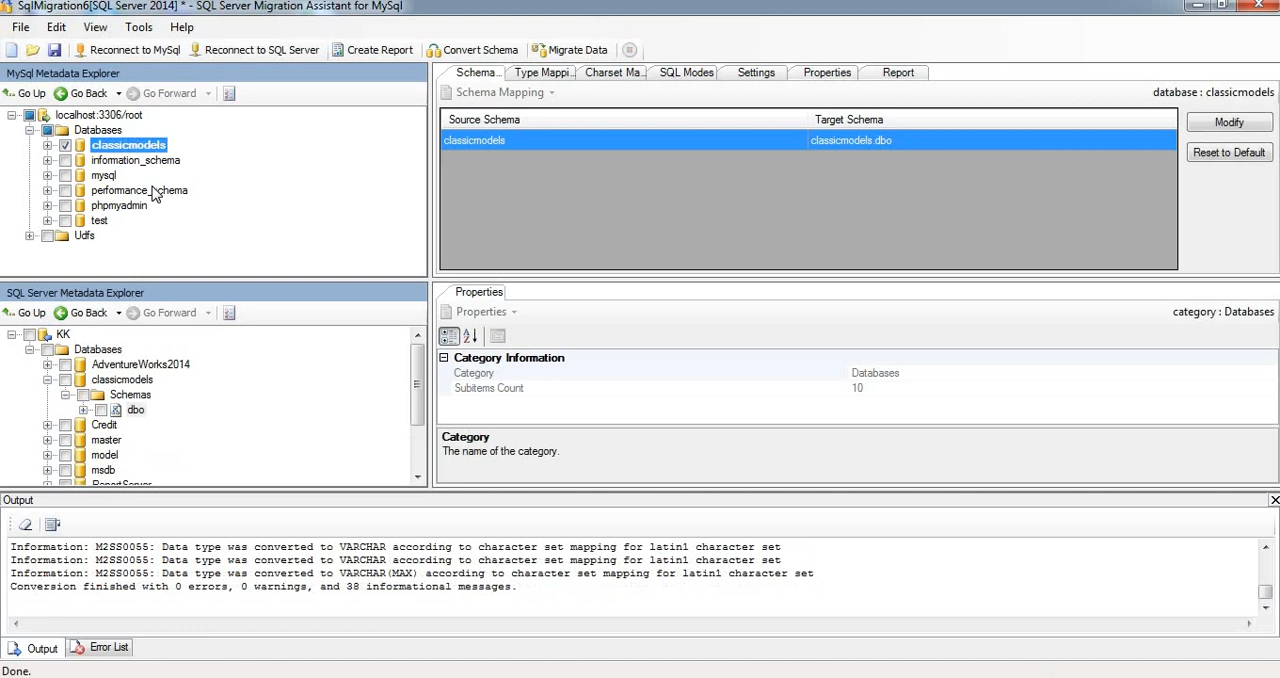 SqlMigration6[SQL Server 2014] * - SQL Server Migration Assistant for MySql
File Edit View Tools Help
Reconnect to MySql Reconnect to SQL Server Create Report Convert Schema Migrate Data
MySql Metadata Explorer
Go Up Go Back Go Forward
localhost:3306/root
Databases
classicmodels
information_schema
mysql
performance_schema
phpmyadmin
test
Udfs
Schema... Type Mappi... Charset Ma... SQL Modes Settings Properties Report
Schema Mapping database : classicmodels
Source Schema Target Schema
classicmodels classicmodels.dbo
Modify
Reset to Default
SQL Server Metadata Explorer
Go Up Go Back Go Forward
KK
Databases
AdventureWorks2014
classicmodels
Schemas
dbo
Credit
master
model
msdb
ReportServer
Properties
Properties category : Databases
Category Information
Category Databases
Subitems Count 10
Category
The name of the category.
Output
Information: M2SS0055: Data type was converted to VARCHAR according to character set mapping for latin1 character set
Information: M2SS0055: Data type was converted to VARCHAR according to character set mapping for latin1 character set
Information: M2SS0055: Data type was converted to VARCHAR(MAX) according to character set mapping for latin1 character set
Conversion finished with 0 errors, 0 warnings, and 38 informational messages.
Output Error List
Done.